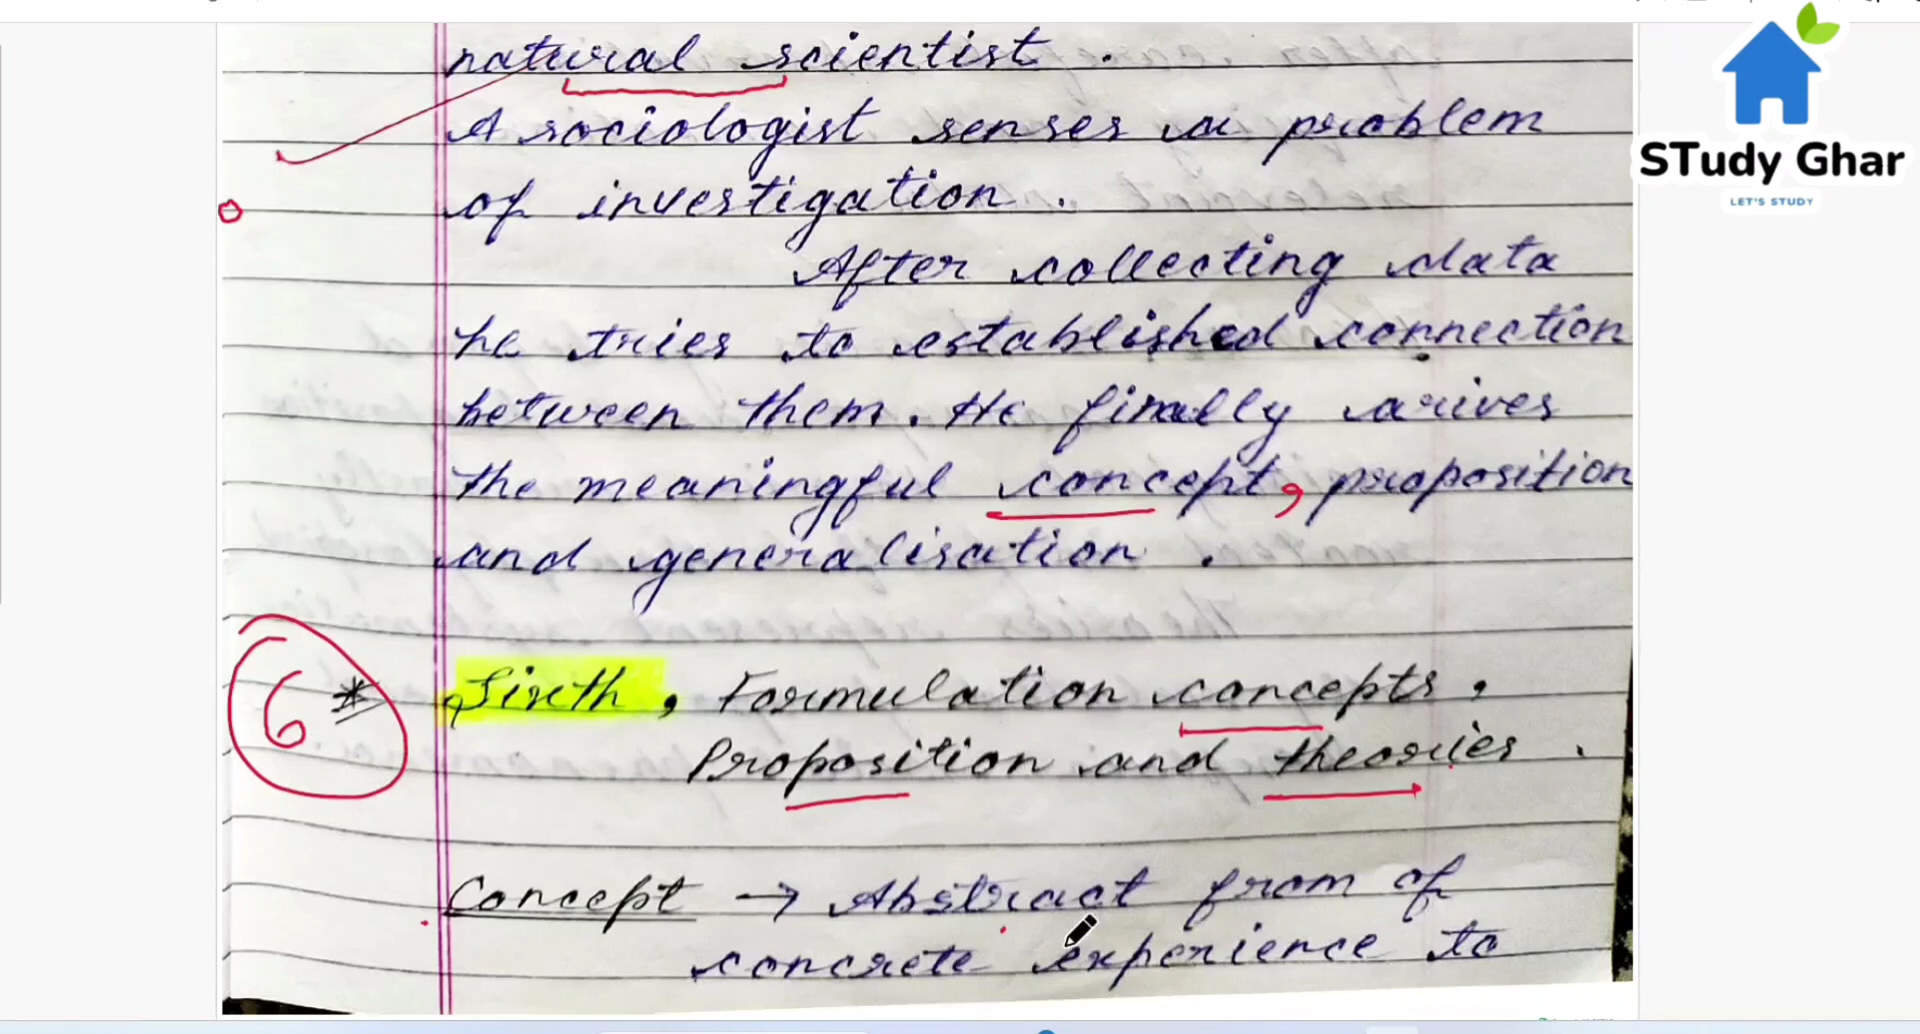 natural scientist.
A sociologist senses a problem
of investigation.
After collecting data
he tries to established connection
between them. He finally arives
the meaningful concept, proposition
and generalisation.
6 * Sixth, Formulation concepts,
Proposition and theories.
Concept → Abstract from of
concrete experience to
STudy Ghar
LET'S STUDY